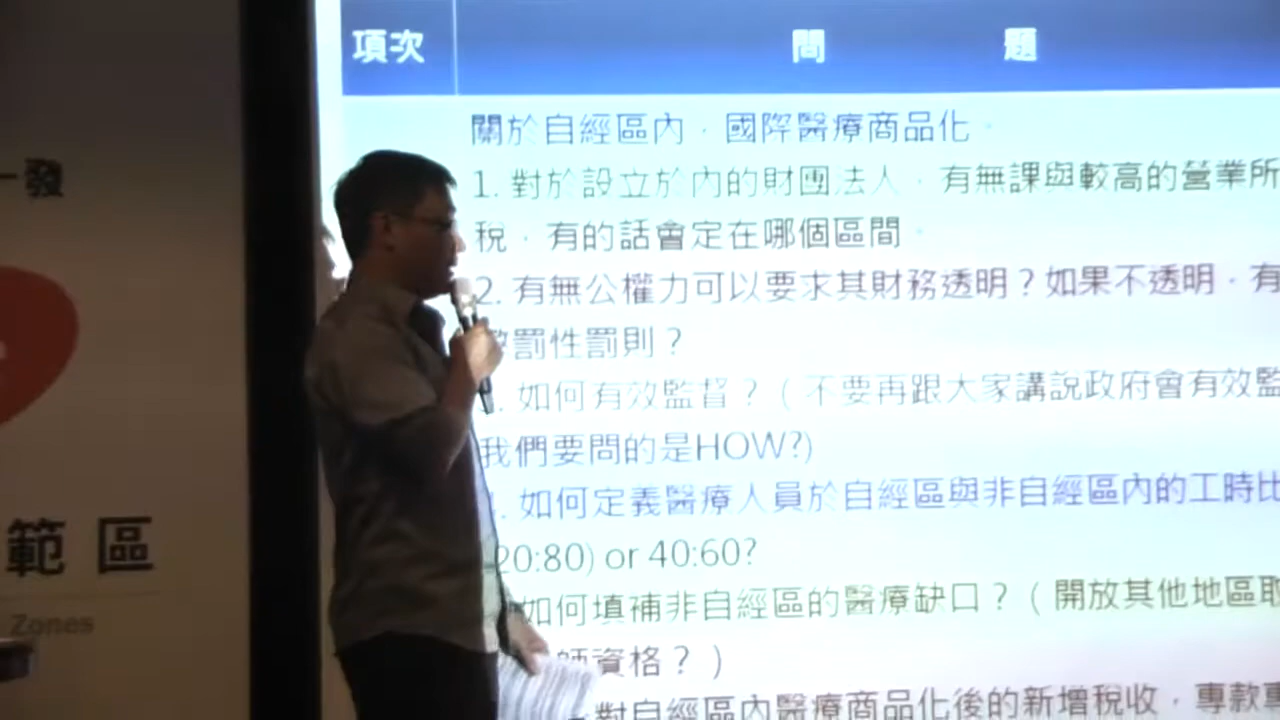 一發
範區
Zones
項次 問 題
關於自經區內，國際醫療商品化。
1. 對於設立於內的財團法人，有無課與較高的營業所
稅，有的話會定在哪個區間。
2. 有無公權力可以要求其財務透明？如果不透明，有
罰性罰則？
如何有效監督？（不要再跟大家講說政府會有效監
我們要問的是HOW?)
如何定義醫療人員於自經區與非自經區內的工時比
20:80) or 40:60?
如何填補非自經區的醫療缺口？（開放其他地區取
師資格？）
對自經區內醫療商品化後的新增稅收，專款專